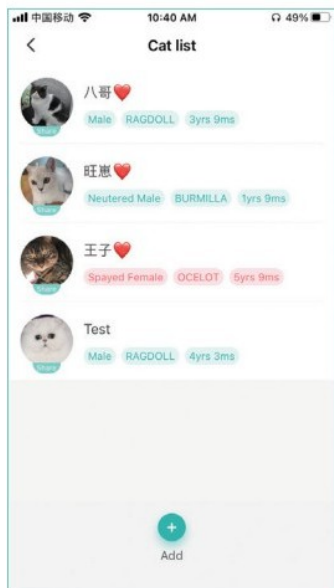 中国移动 10:40 AM 49%
Cat list
八哥❤️
Male RAGDOLL 3yrs 9ms
Share
旺崽❤️
Neutered Male BURMILLA 1yrs 9ms
Share
王子❤️
Spayed Female OCELOT 5yrs 9ms
Share
Test
Male RAGDOLL 4yrs 3ms
Share
Add